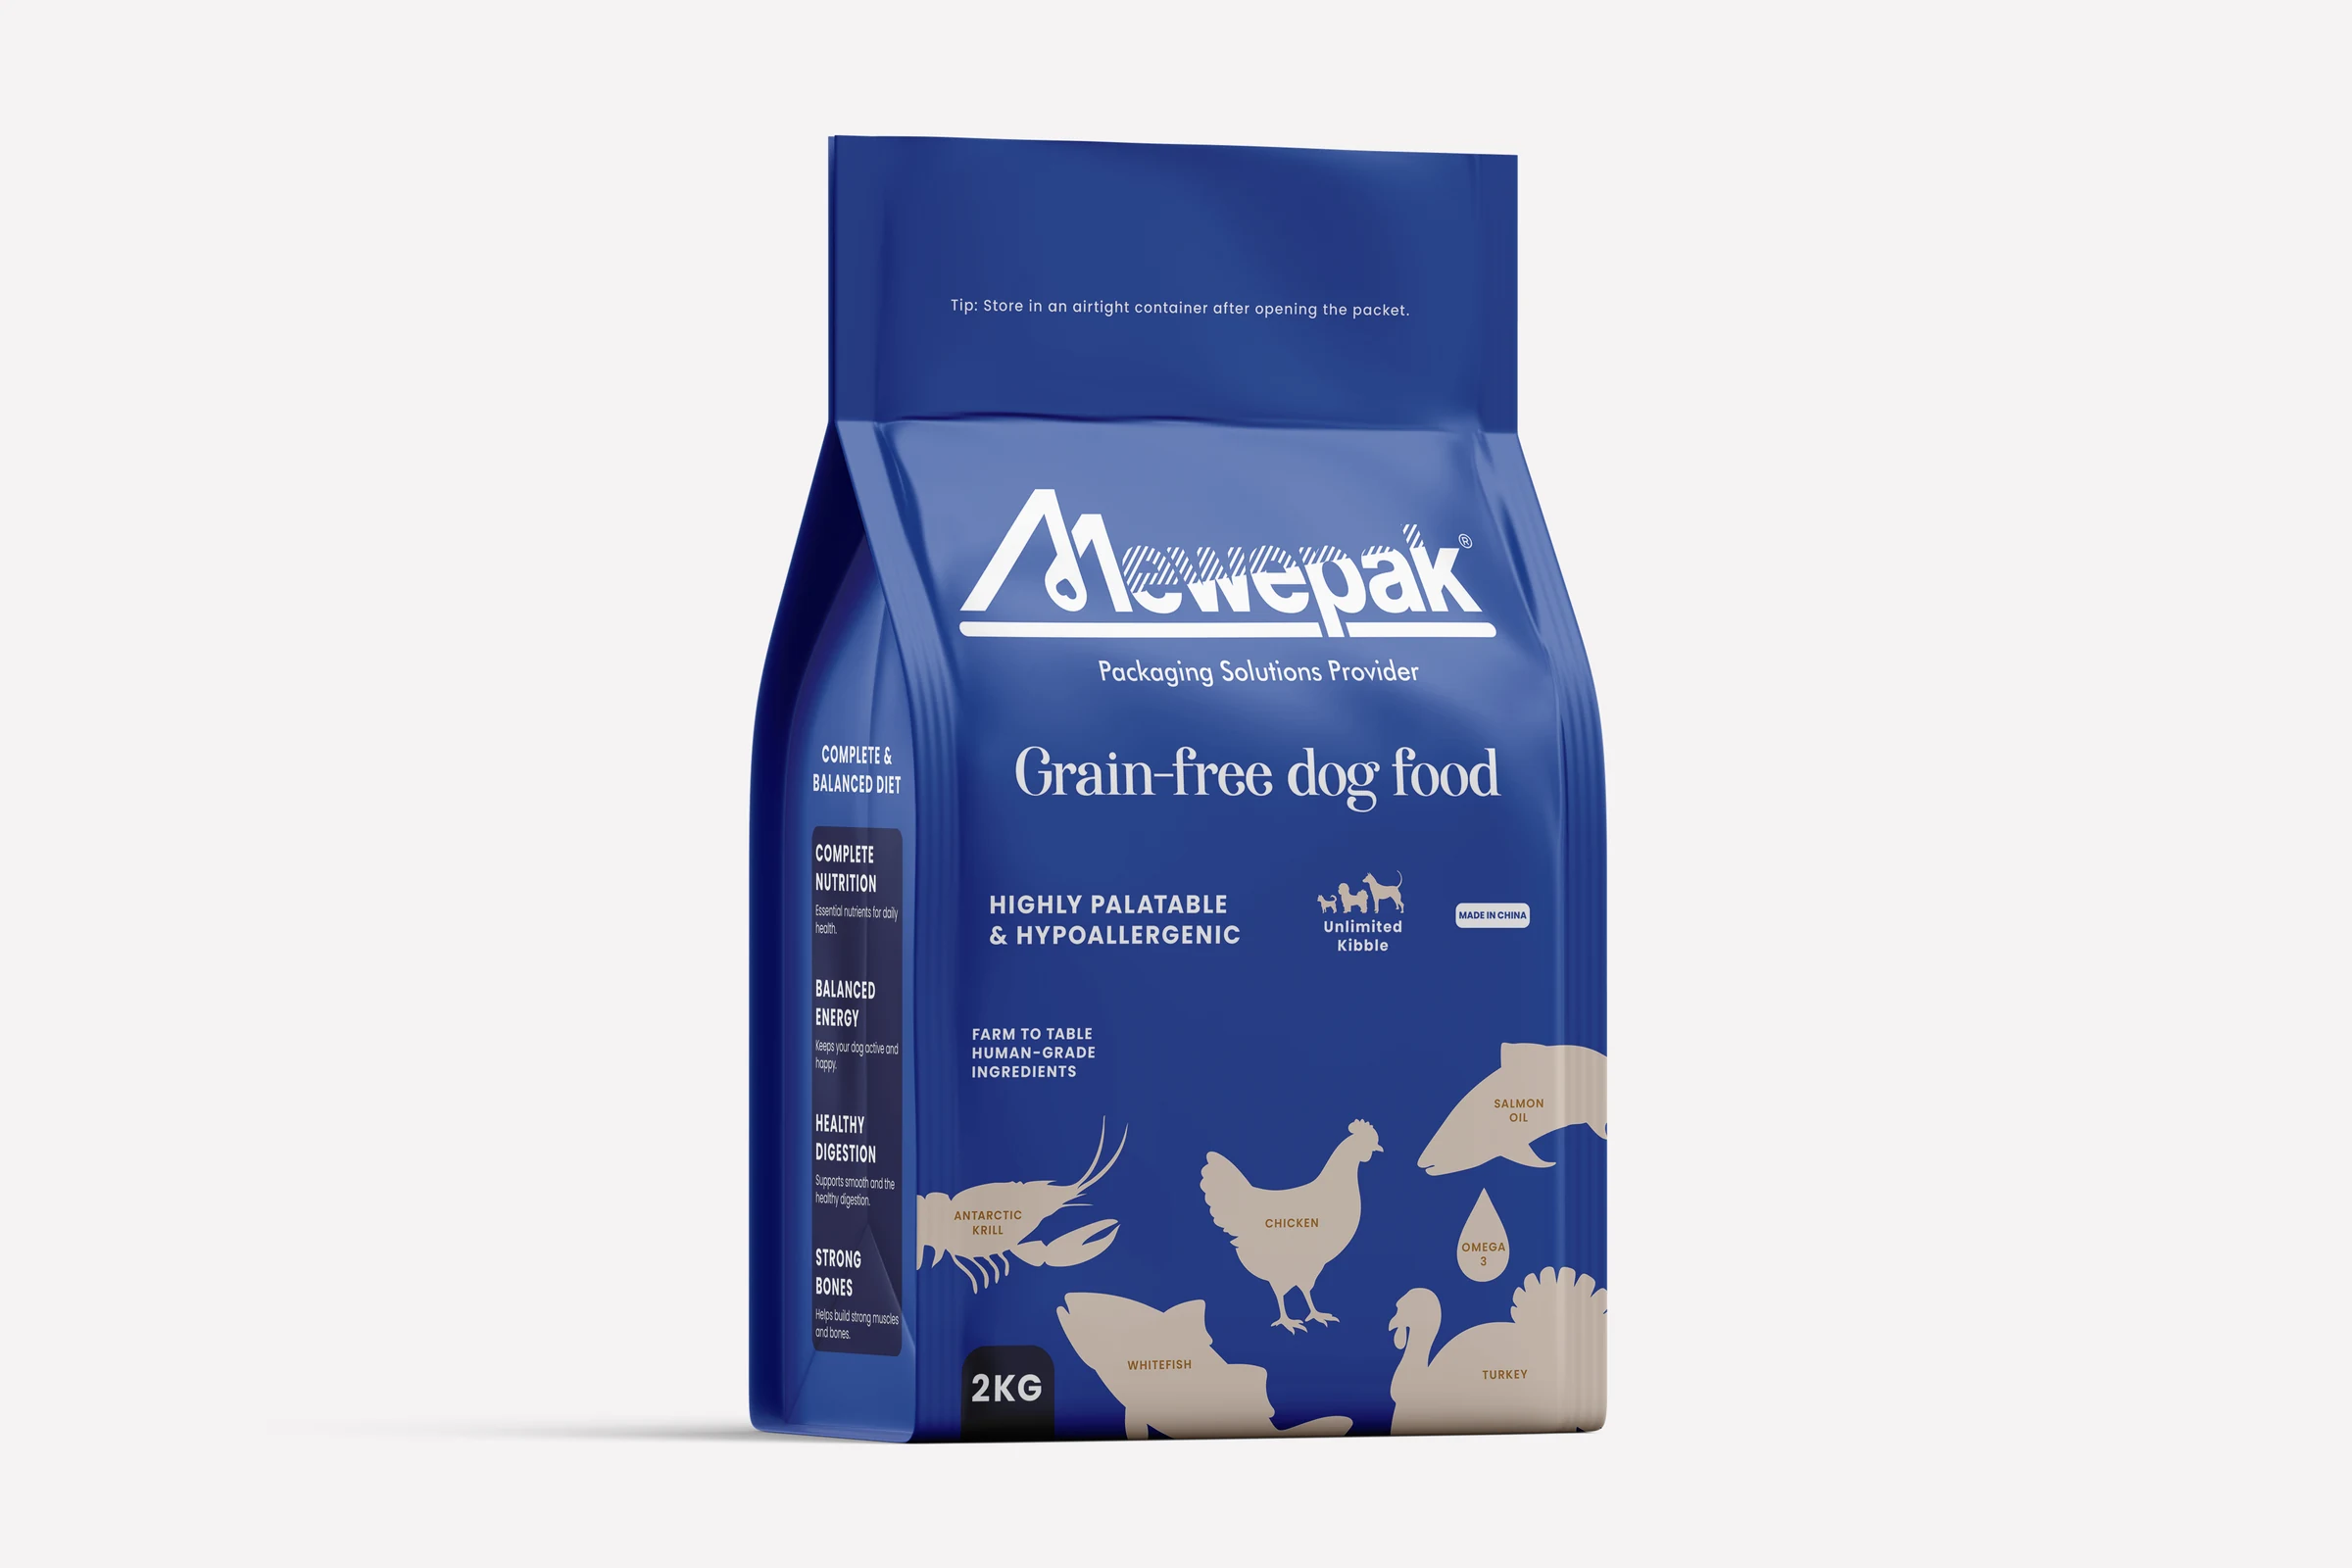 Tip: Store in an airtight container after opening the packet.
Mewepak®
Packaging Solutions Provider
Grain-free dog food
HIGHLY PALATABLE
& HYPOALLERGENIC
Unlimited
Kibble
MADE IN CHINA
FARM TO TABLE
HUMAN-GRADE
INGREDIENTS
SALMON
OIL
ANTARCTIC
KRILL
CHICKEN
OMEGA
3
WHITEFISH
TURKEY
2KG
COMPLETE &
BALANCED DIET
COMPLETE
NUTRITION
Essential nutrients for daily
health.
BALANCED
ENERGY
Keeps your dog active and
happy.
HEALTHY
DIGESTION
Supports smooth and the
healthy digestion.
STRONG
BONES
Helps build strong muscles
and bones.